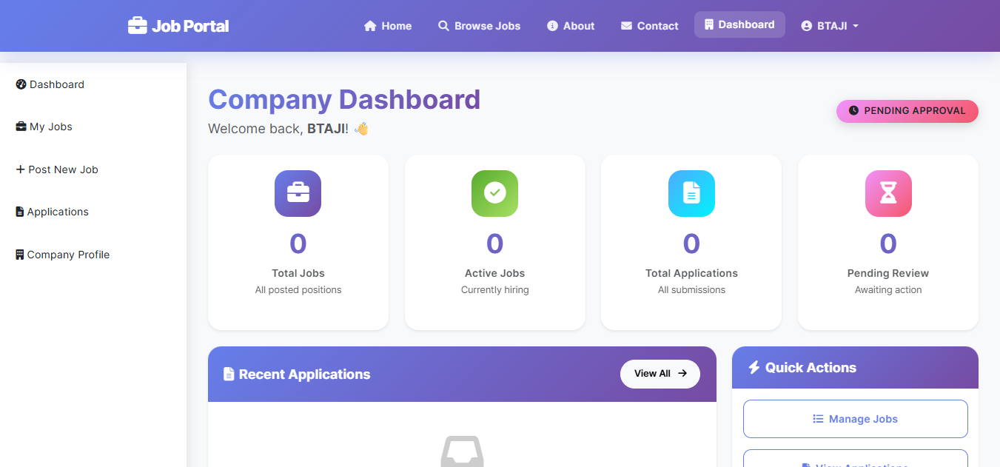 Job Portal
Home
Browse Jobs
About
Contact
Dashboard
BTAJI
Dashboard
My Jobs
Post New Job
Applications
Company Profile
Company Dashboard
Welcome back, BTAJI! 👋
PENDING APPROVAL
0
Total Jobs
All posted positions
0
Active Jobs
Currently hiring
0
Total Applications
All submissions
0
Pending Review
Awaiting action
Recent Applications
View All →
Quick Actions
Manage Jobs
View Applications